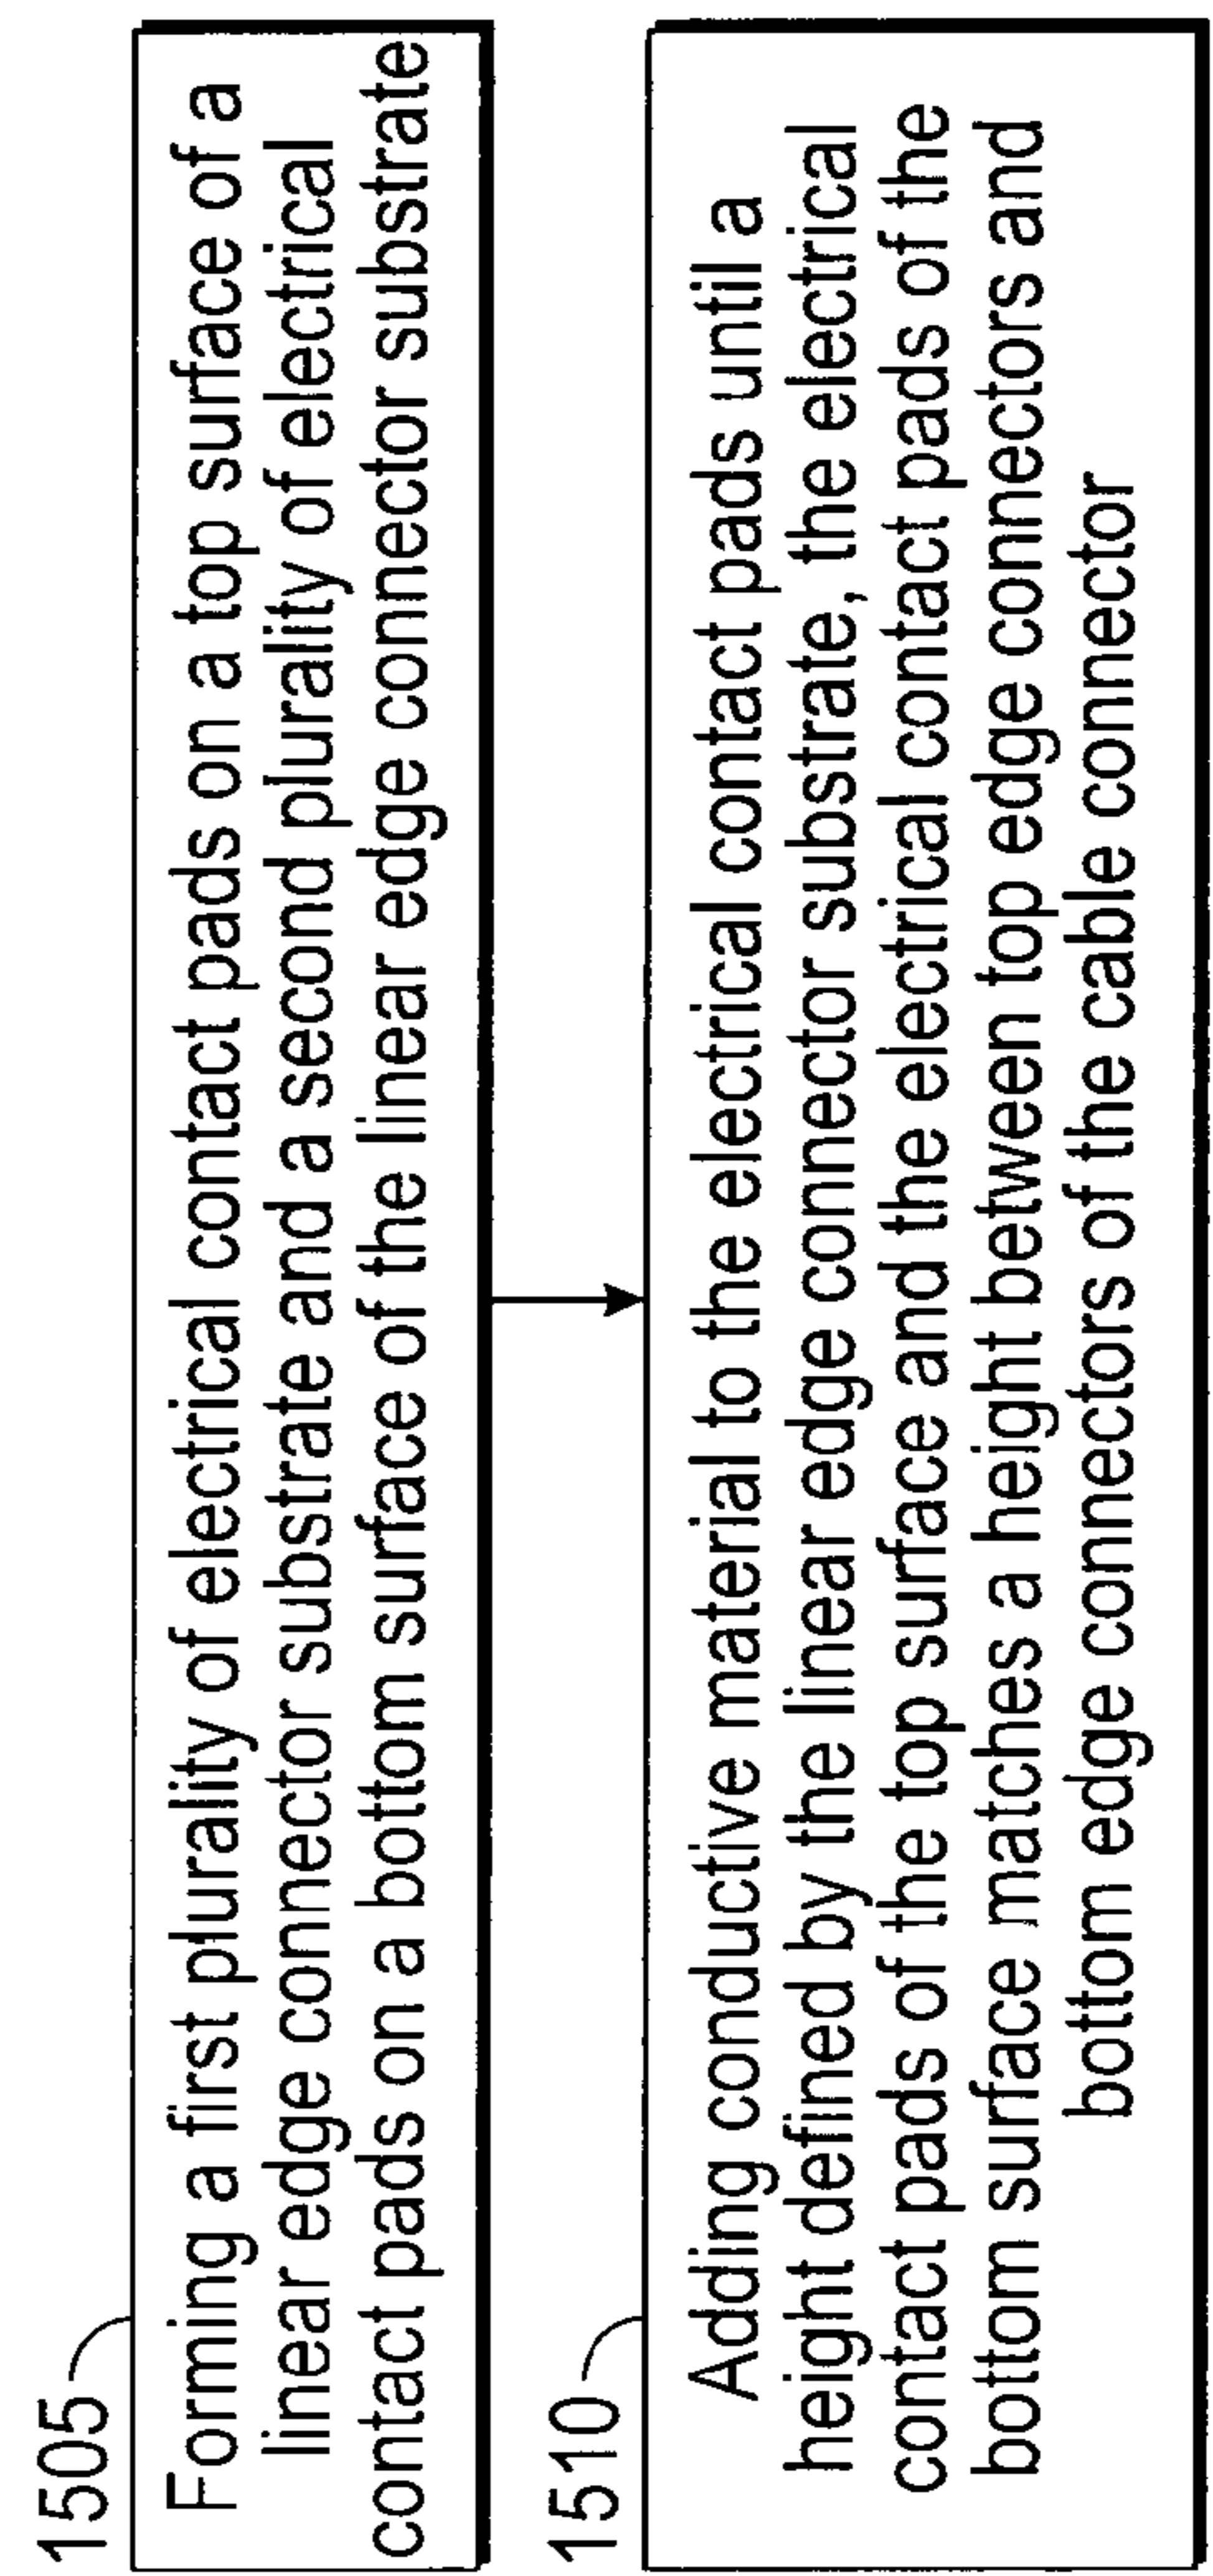 1505
Forming a first plurality of electrical contact pads on a top surface of a
linear edge connector substrate and a second plurality of electrical
contact pads on a bottom surface of the linear edge connector substrate
1510
Adding conductive material to the electrical contact pads until a
height defined by the linear edge connector substrate, the electrical
contact pads of the top surface and the electrical contact pads of the
bottom surface matches a height between top edge connectors and
bottom edge connectors of the cable connector